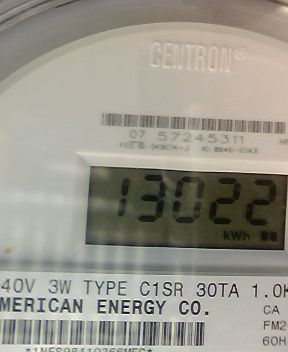 CENTRON®
07 57245311
13022
kWh
40V 3W TYPE C1SR 30TA 1.0K
MERICAN ENERGY CO.
CA
FM2
60H